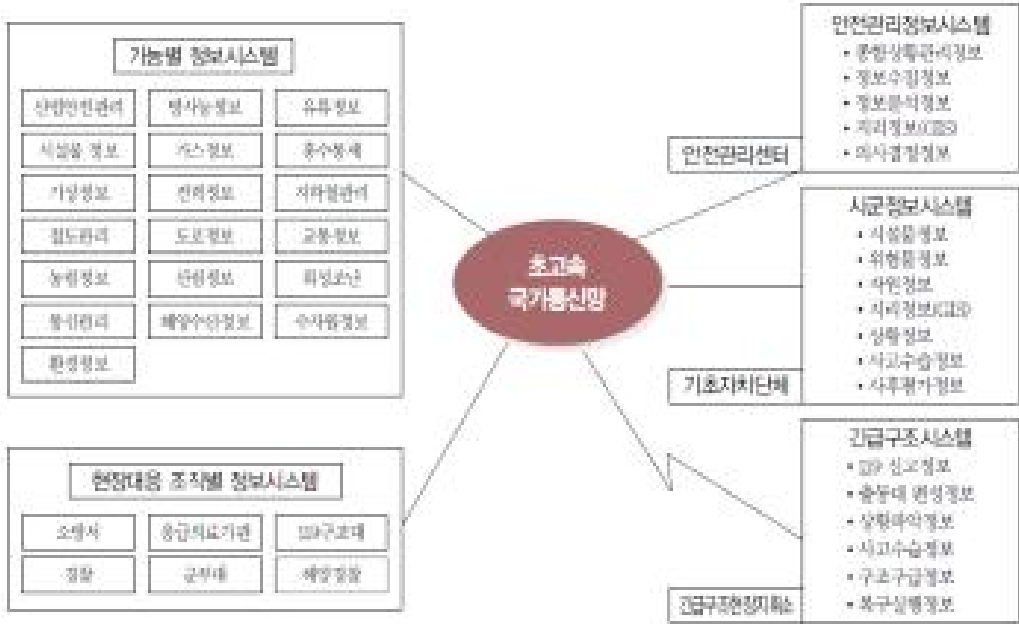 기능별 정보시스템
산업안전관리 방사능정보 유류정보
시설물 정보 가스정보 홍수통제
기상정보 전력정보 지하철관리
철도관리 도로정보 교통정보
농림정보 산림정보 화생방난
통신관리 해양수산정보 수자원정보
환경정보
현장대응 조직별 정보시스템
소방서 응급의료기관 119구조대
경찰 군부대 해양경찰
초고속
국가통신망
안전관리정보시스템
• 종합상황관리정보
• 정보수집정보
• 정보분석정보
• 지리정보(GIS)
• 의사결정정보
안전관리센터
시군정보시스템
• 시설물정보
• 위험물정보
• 자원정보
• 지리정보(GIS)
• 상황정보
• 사고수습정보
• 사후평가정보
기초자치단체
긴급구조시스템
• 119 신고정보
• 출동대 편성정보
• 상황파악정보
• 사고수습정보
• 구조구급정보
• 복구실행정보
긴급구조현장지휘소